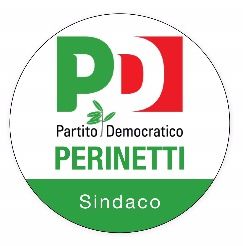 PD
Partito Democratico
PERINETTI
Sindaco